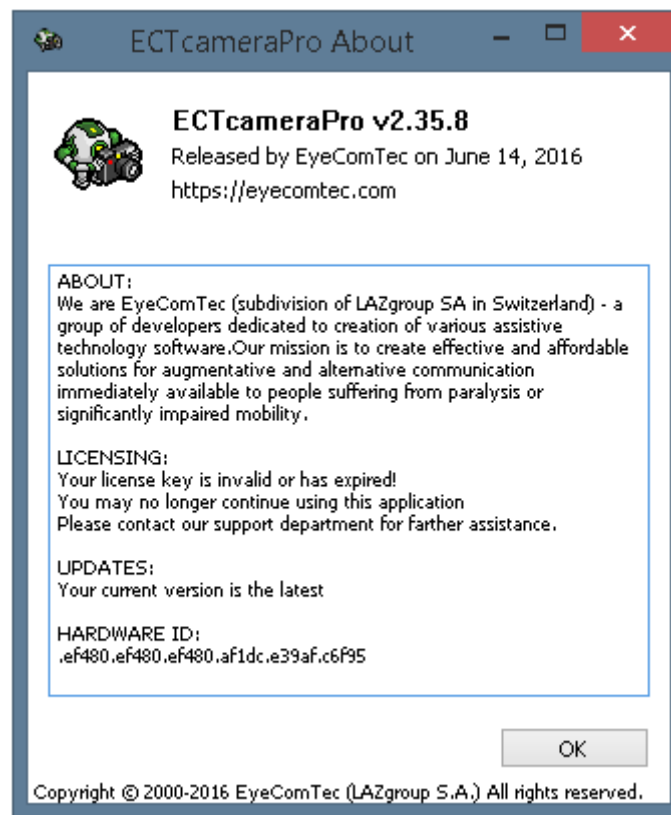 ECTcameraPro About
ECTcameraPro v2.35.8
Released by EyeComTec on June 14, 2016
https://eyecomtec.com
ABOUT:
We are EyeComTec (subdivision of LAZgroup SA in Switzerland) - a
group of developers dedicated to creation of various assistive
technology software.Our mission is to create effective and affordable
solutions for augmentative and alternative communication
immediately available to people suffering from paralysis or
significantly impaired mobility.
LICENSING:
Your license key is invalid or has expired!
You may no longer continue using this application
Please contact our support department for farther assistance.
UPDATES:
Your current version is the latest
HARDWARE ID:
.ef480.ef480.ef480.af1dc.e39af.c6f95
OK
Copyright © 2000-2016 EyeComTec (LAZgroup S.A.) All rights reserved.